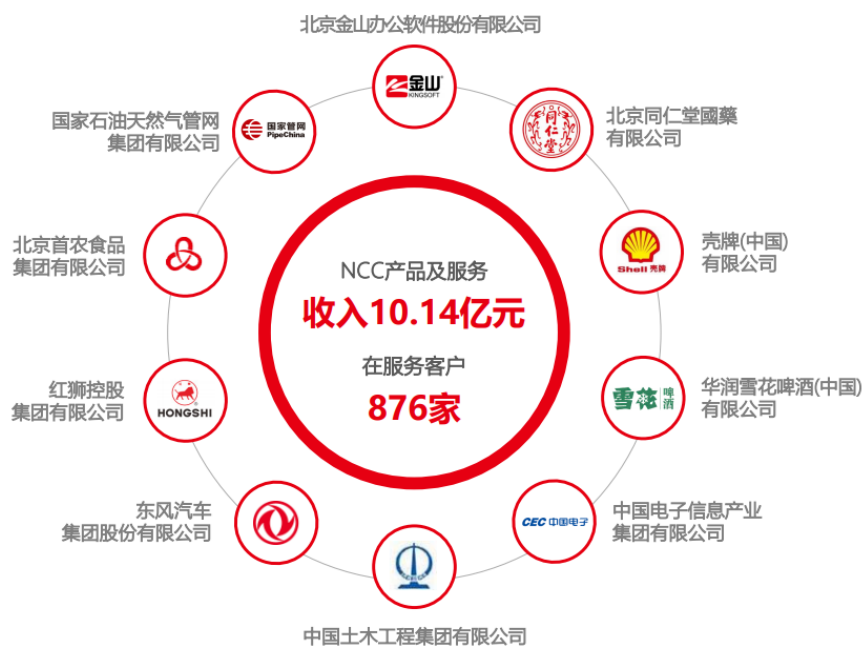 北京金山办公软件股份有限公司
金山
KINGSOFT
国家石油天然气管网
集团有限公司
国家管网
PipeChina
同仁堂
北京同仁堂國藥
有限公司
北京首农食品
集团有限公司
Shell 壳牌
壳牌(中国)
有限公司
NCC产品及服务
收入10.14亿元
在服务客户
876家
红狮控股
集团有限公司
HONGSHI
雪花
啤酒
华润雪花啤酒(中国)
有限公司
东风汽车
集团股份有限公司
CEC 中国电子
中国电子信息产业
集团有限公司
中国土木工程集团有限公司